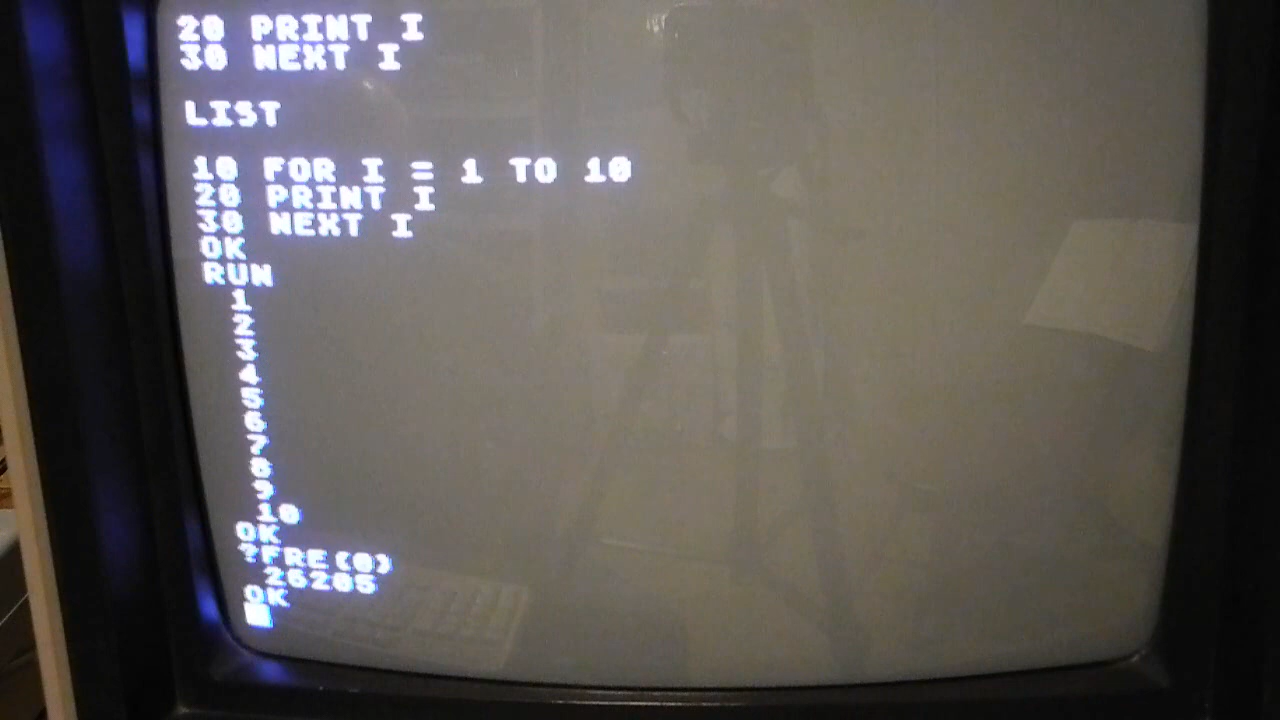 20 PRINT I
30 NEXT I
LIST
10 FOR I = 1 TO 10
20 PRINT I
30 NEXT I
OK
RUN
1
2
3
4
5
6
7
8
9
10
OK
?FRE(0)
26205
OK